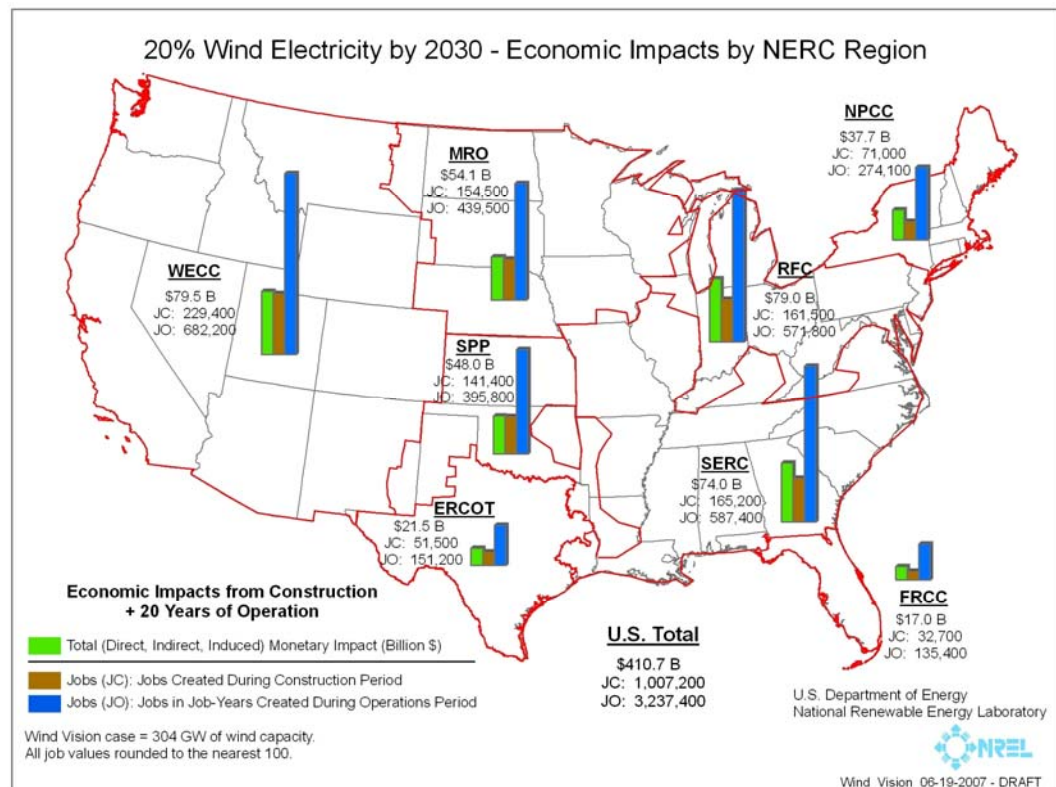 20% Wind Electricity by 2030 - Economic Impacts by NERC Region
NPCC
$37.7 B
JC: 71,000
JO: 274,100
MRO
$54.1 B
JC: 154,500
JO: 439,500
WECC
$79.5 B
JC: 229,400
JO: 682,200
RFC
$79.0 B
JC: 161,500
JO: 571,800
SPP
$48.0 B
JC: 141,400
JO: 395,800
SERC
$74.0 B
JC: 165,200
JO: 587,400
ERCOT
$21.5 B
JC: 51,500
JO: 151,200
FRCC
$17.0 B
JC: 32,700
JO: 135,400
Economic Impacts from Construction
+ 20 Years of Operation
Total (Direct, Indirect, Induced) Monetary Impact (Billion $)
Jobs (JC): Jobs Created During Construction Period
Jobs (JO): Jobs in Job-Years Created During Operations Period
Wind Vision case = 304 GW of wind capacity.
All job values rounded to the nearest 100.
U.S. Total
$410.7 B
JC: 1,007,200
JO: 3,237,400
U.S. Department of Energy
National Renewable Energy Laboratory
NREL
Wind_Vision_06-19-2007 - DRAFT